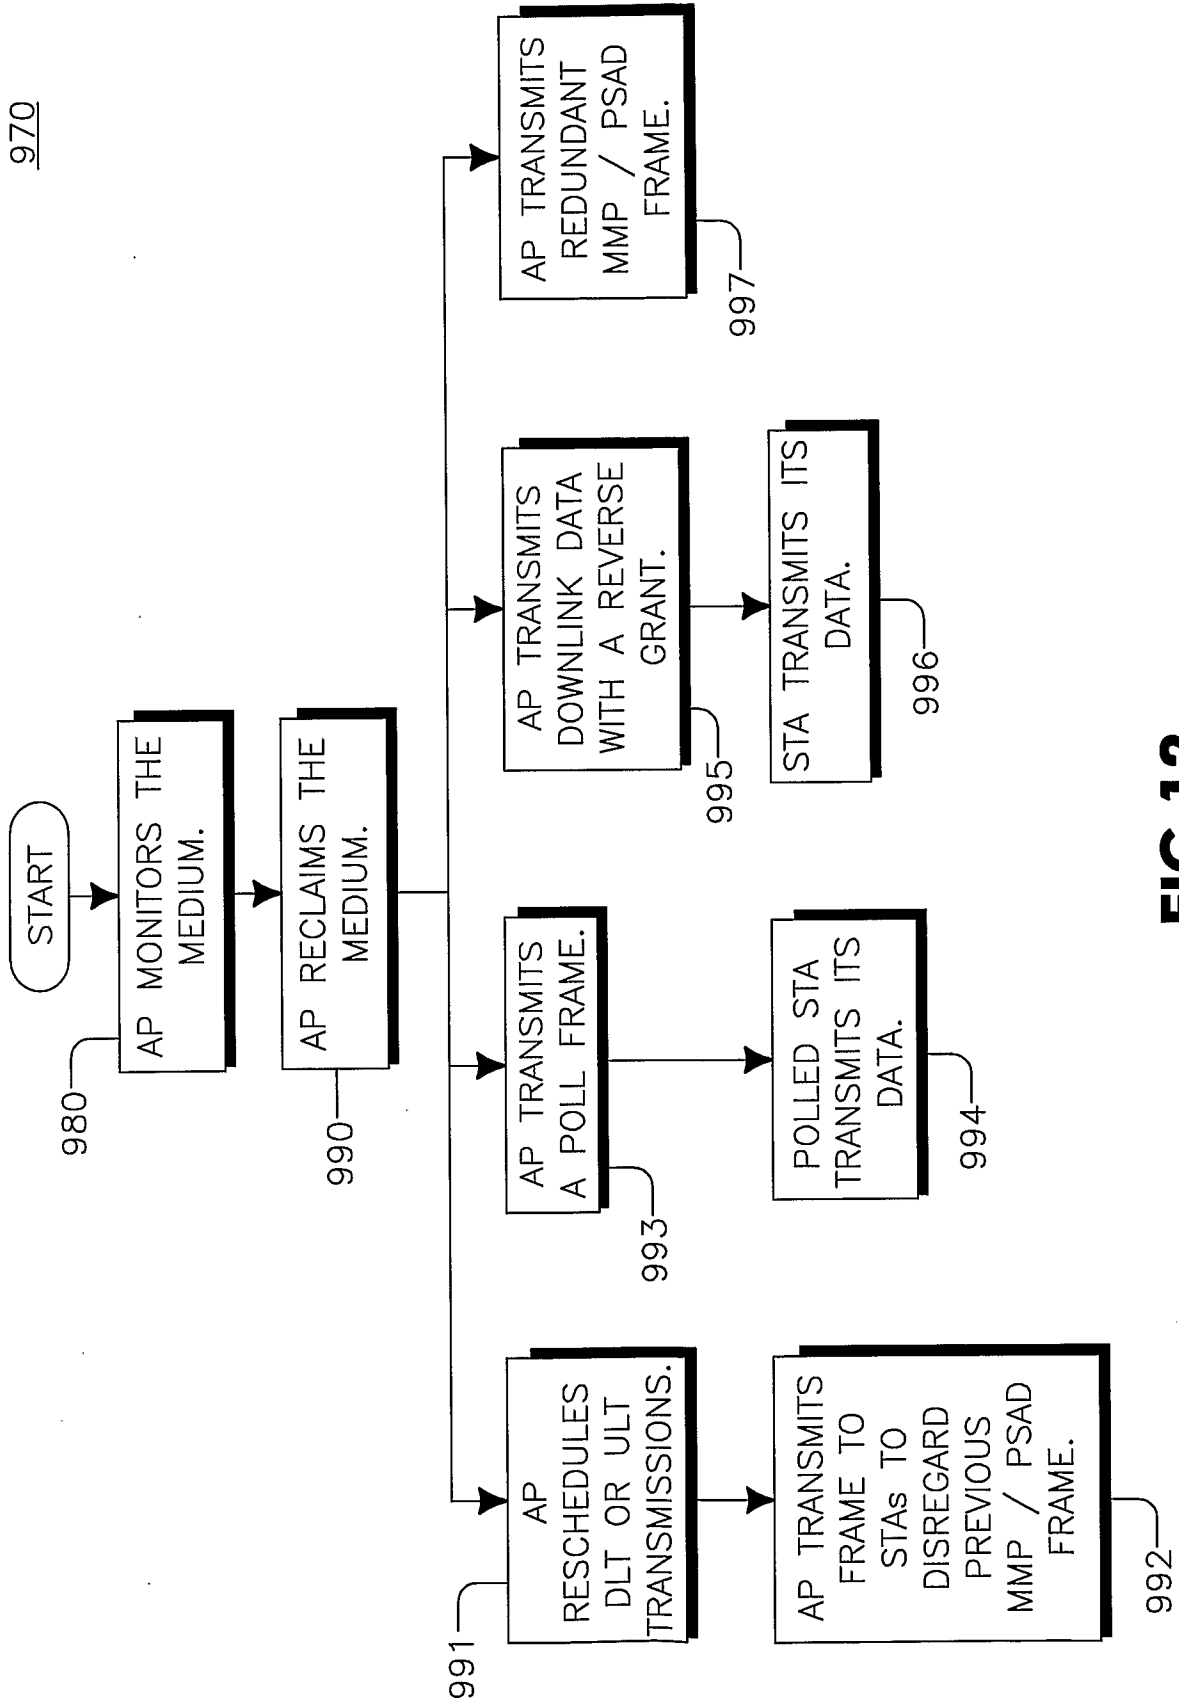 970
START
AP MONITORS THE
MEDIUM.
980
AP RECLAIMS THE
MEDIUM.
990
AP
RESCHEDULES
DLT OR ULT
TRANSMISSIONS.
991
AP TRANSMITS
FRAME TO
STAs TO
DISREGARD
PREVIOUS
MMP / PSAD
FRAME.
992
AP TRANSMITS
A POLL FRAME.
993
POLLED STA
TRANSMITS ITS
DATA.
994
AP TRANSMITS
DOWNLINK DATA
WITH A REVERSE
GRANT.
995
STA TRANSMITS ITS
DATA.
996
AP TRANSMITS
REDUNDANT
MMP / PSAD
FRAME.
997